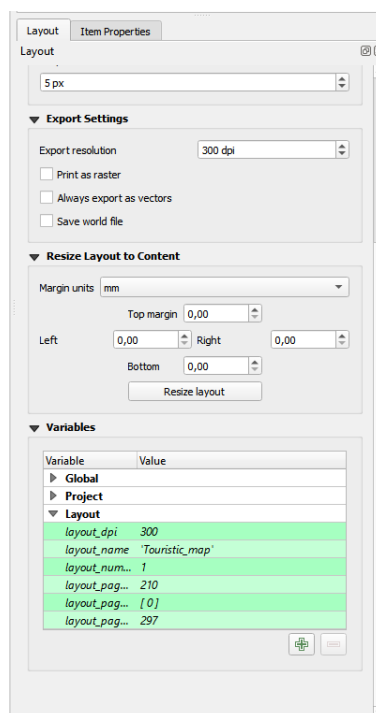 Layout Item Properties
Layout
5 px
Export Settings
Export resolution 300 dpi
Print as raster
Always export as vectors
Save world file
Resize Layout to Content
Margin units mm
Top margin 0,00
Left 0,00 Right 0,00
Bottom 0,00
Resize layout
Variables
Variable Value
Global
Project
Layout
layout_dpi 300
layout_name 'Touristic_map'
layout_num... 1
layout_pag... 210
layout_pag... [ 0 ]
layout_pag... 297